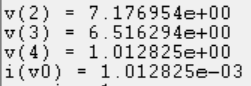 v(2) = 7.176954e+00
v(3) = 6.516294e+00
v(4) = 1.012825e+00
i(v0) = 1.012825e-03